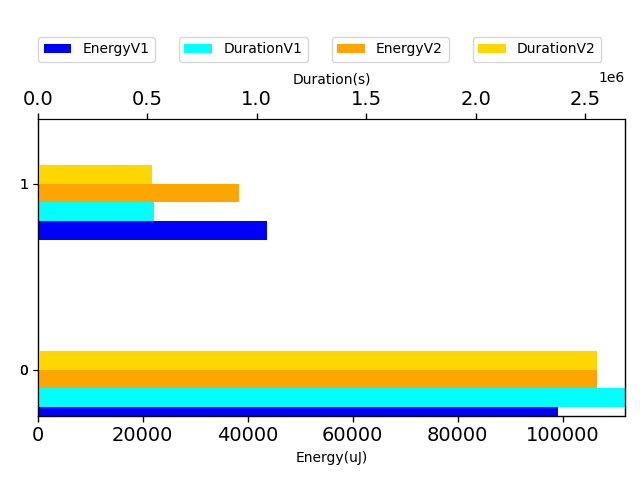 EnergyV1 DurationV1 EnergyV2 DurationV2
Duration(s)
1e6
0.0 0.5 1.0 1.5 2.0 2.5
1
0
0 20000 40000 60000 80000 100000
Energy(uJ)